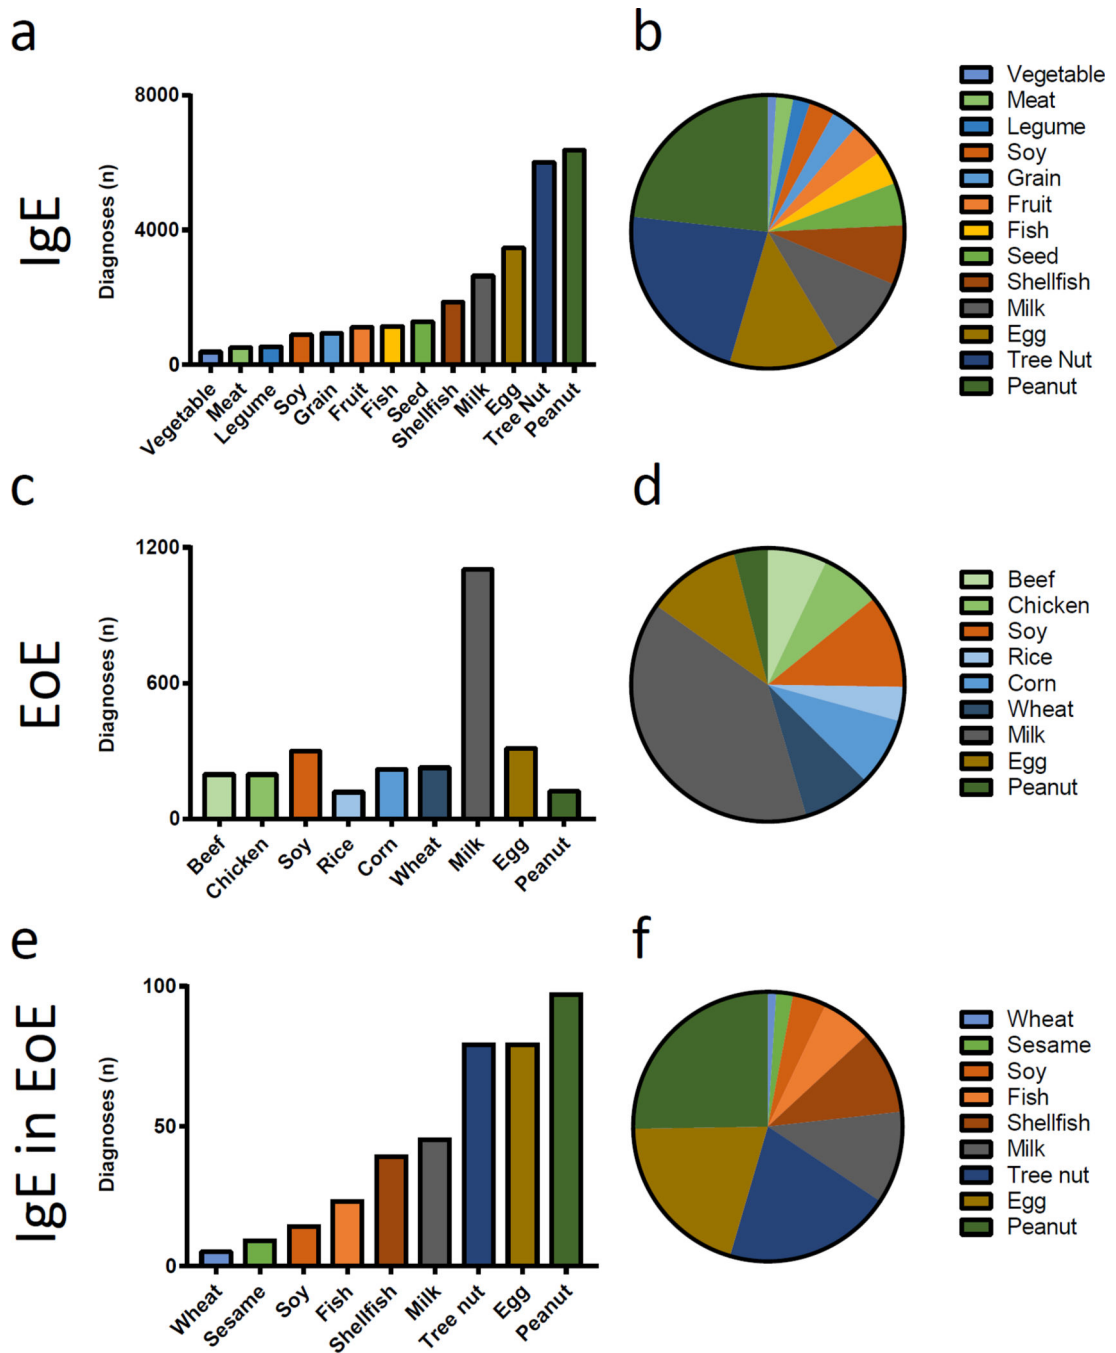 a
b
IgE
Diagnoses (n)
8000
4000
0
Vegetable
Meat
Legume
Soy
Grain
Fruit
Fish
Seed
Shellfish
Milk
Egg
Tree Nut
Peanut
Vegetable
Meat
Legume
Soy
Grain
Fruit
Fish
Seed
Shellfish
Milk
Egg
Tree Nut
Peanut
c
d
EoE
Diagnoses (n)
1200
600
0
Beef
Chicken
Soy
Rice
Corn
Wheat
Milk
Egg
Peanut
Beef
Chicken
Soy
Rice
Corn
Wheat
Milk
Egg
Peanut
e
f
IgE in EoE
Diagnoses (n)
100
50
0
Wheat
Sesame
Soy
Fish
Shellfish
Milk
Tree nut
Egg
Peanut
Wheat
Sesame
Soy
Fish
Shellfish
Milk
Tree nut
Egg
Peanut